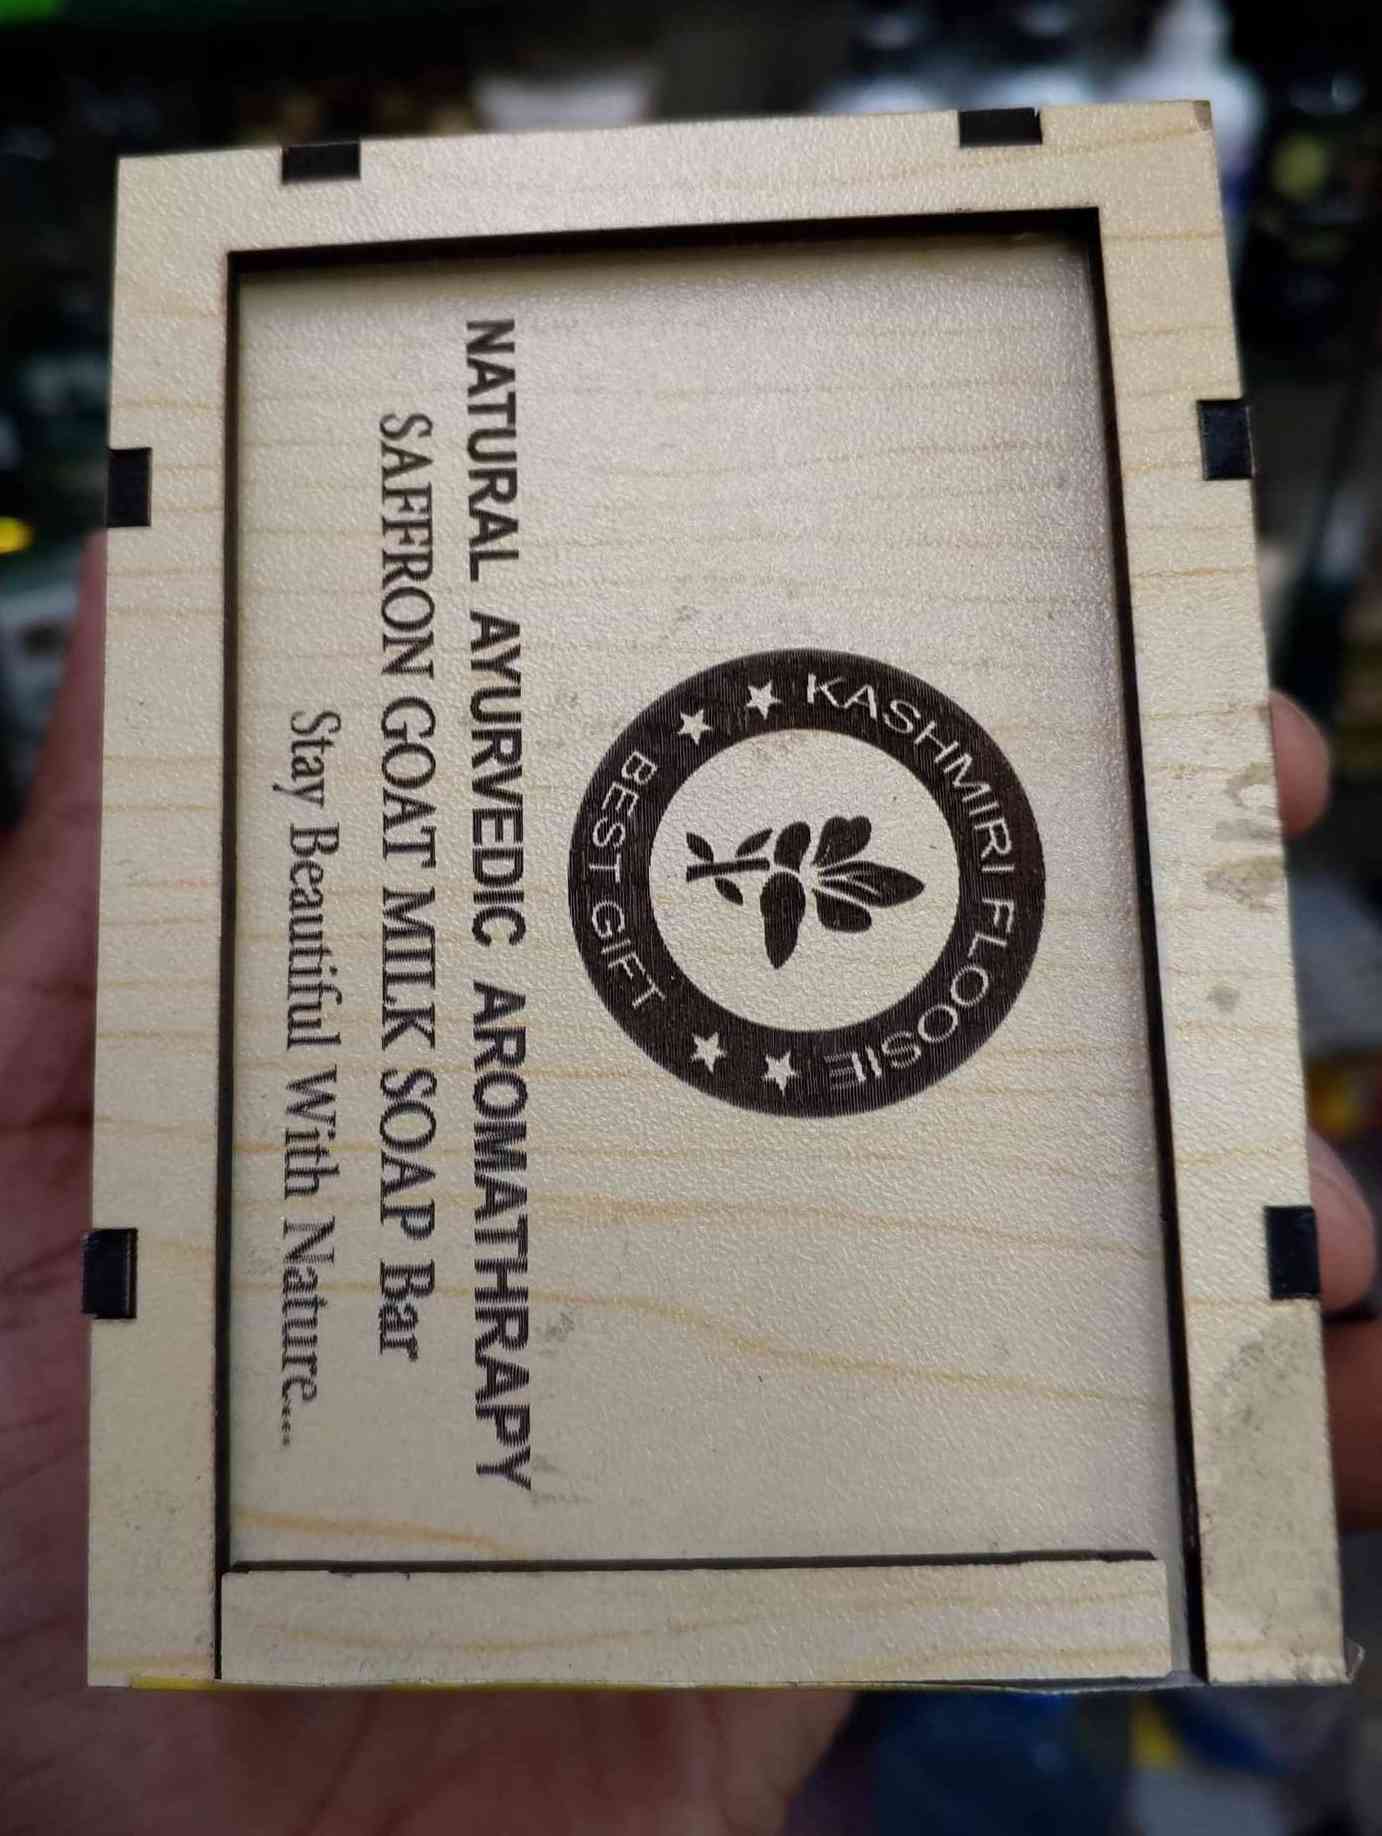 KASHMIRI FLOOSIE
BEST GIFT
NATURAL AYURVEDIC AROMATHRAPY
SAFFRON GOAT MILK SOAP Bar
Stay Beautiful With Nature....